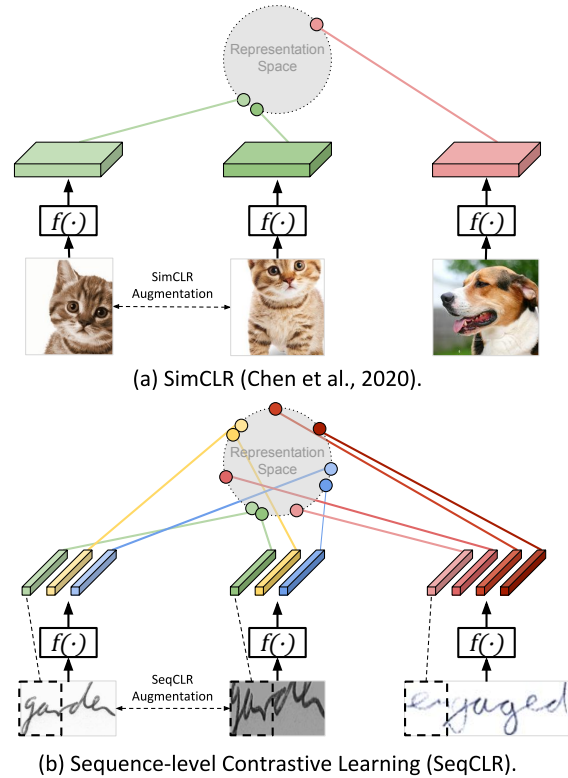 Representation
Space
f(·)
f(·)
f(·)
SimCLR
Augmentation
(a) SimCLR (Chen et al., 2020).
Representation
Space
f(·)
f(·)
f(·)
garden
SeqCLR
Augmentation
garden
engaged
(b) Sequence-level Contrastive Learning (SeqCLR).